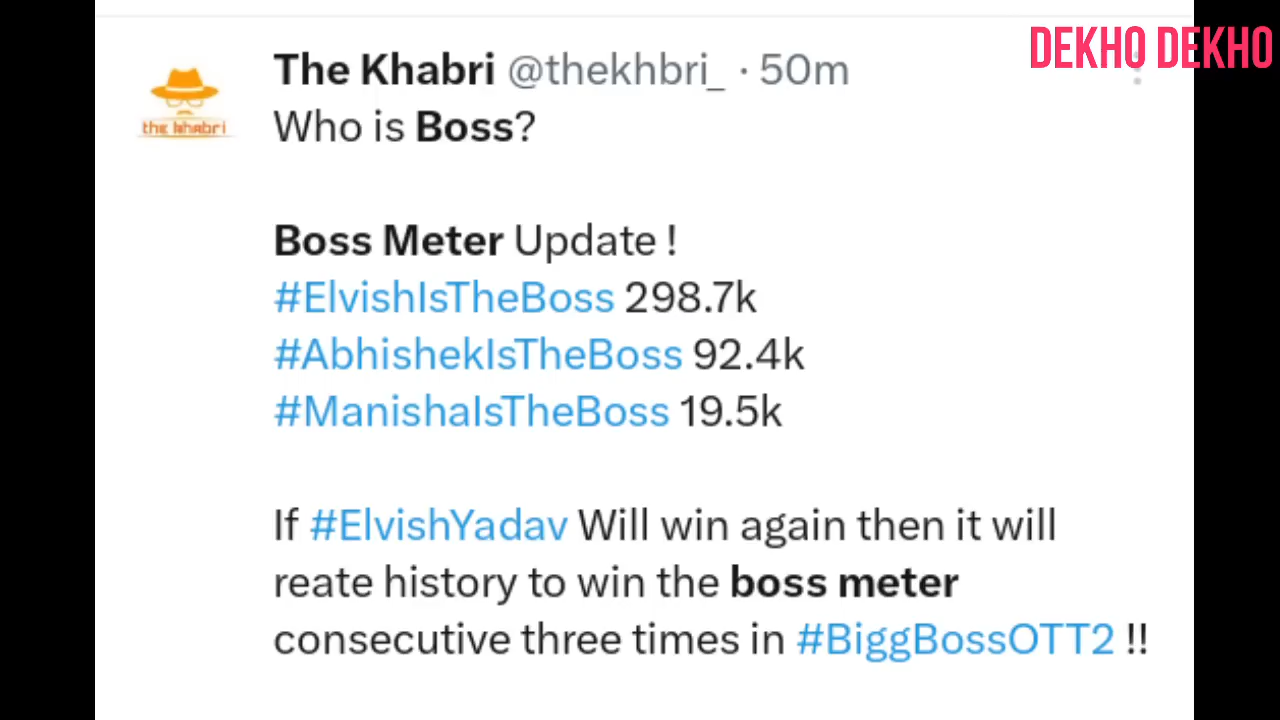 DEKHO DEKHO
The Khabri @thekhbri_ · 50m
the khabri
Who is Boss?
Boss Meter Update !
#ElvishIsTheBoss 298.7k
#AbhishekIsTheBoss 92.4k
#ManishaIsTheBoss 19.5k
If #ElvishYadav Will win again then it will
reate history to win the boss meter
consecutive three times in #BiggBossOTT2 !!